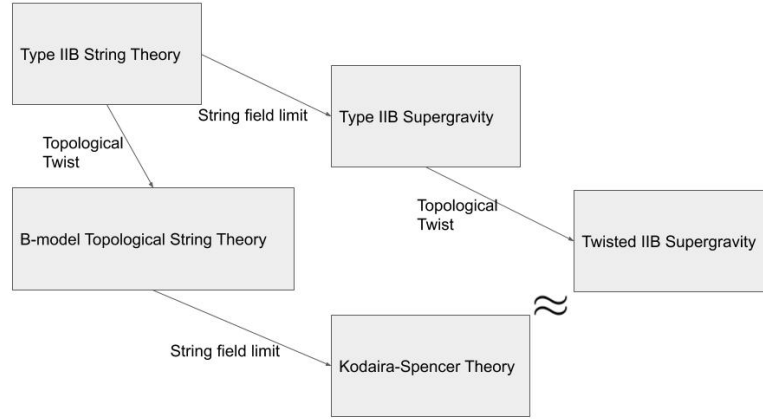 Type IIB String Theory
String field limit
Type IIB Supergravity
Topological
Twist
Topological
Twist
B-model Topological String Theory
Twisted IIB Supergravity
≈
String field limit
Kodaira-Spencer Theory